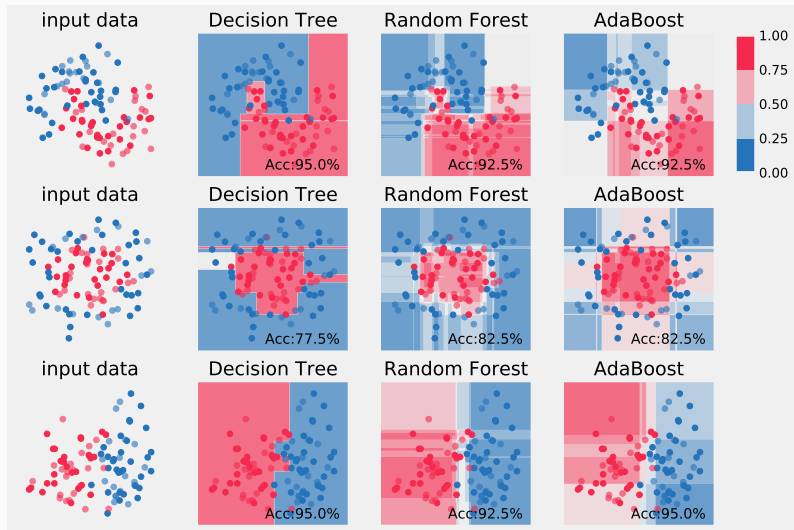 input data
Decision Tree
Random Forest
AdaBoost
1.00
0.75
0.50
0.25
0.00
Acc:95.0%
Acc:92.5%
Acc:92.5%
input data
Decision Tree
Random Forest
AdaBoost
Acc:77.5%
Acc:82.5%
Acc:82.5%
input data
Decision Tree
Random Forest
AdaBoost
Acc:95.0%
Acc:92.5%
Acc:95.0%